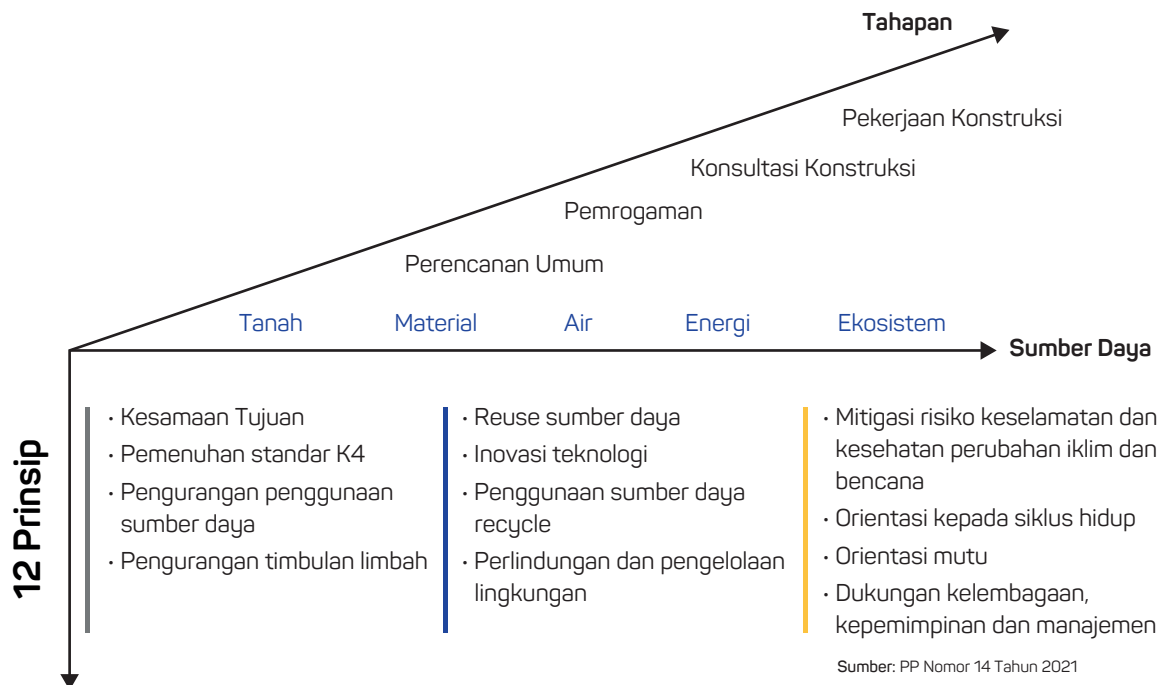 Tahapan
Pekerjaan Konstruksi
Konsultasi Konstruksi
Pemrogaman
Perencanan Umum
Tanah Material Air Energi Ekosistem
Sumber Daya
12 Prinsip
· Kesamaan Tujuan
· Pemenuhan standar K4
· Pengurangan penggunaan
sumber daya
· Pengurangan timbulan limbah
· Reuse sumber daya
· Inovasi teknologi
· Penggunaan sumber daya
recycle
· Perlindungan dan pengelolaan
lingkungan
· Mitigasi risiko keselamatan dan
kesehatan perubahan iklim dan
bencana
· Orientasi kepada siklus hidup
· Orientasi mutu
· Dukungan kelembagaan,
kepemimpinan dan manajemen
Sumber: PP Nomor 14 Tahun 2021